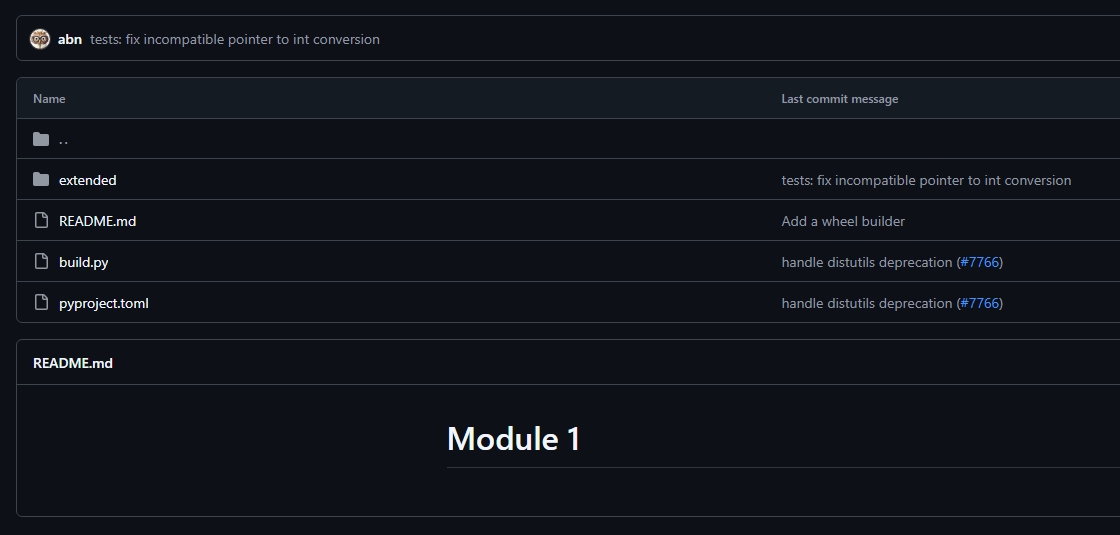 abn tests: fix incompatible pointer to int conversion
Name Last commit message
..
extended tests: fix incompatible pointer to int conversion
README.md Add a wheel builder
build.py handle distutils deprecation (#7766)
pyproject.toml handle distutils deprecation (#7766)
README.md
Module 1